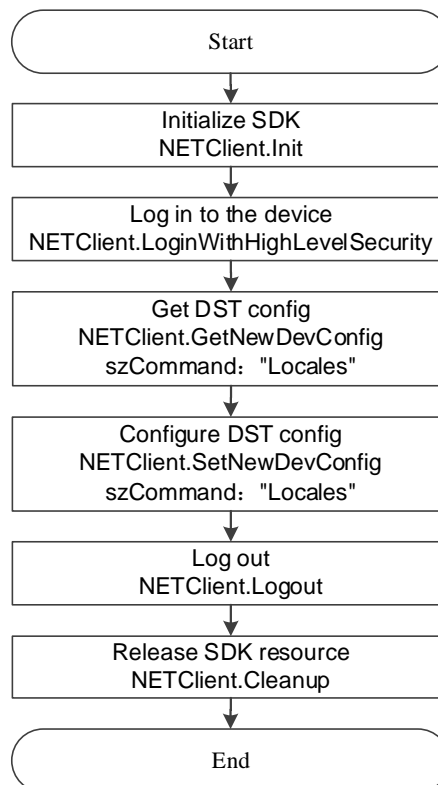 Start
Initialize SDK
NETClient.Init
Log in to the device
NETClient.LoginWithHighLevelSecurity
Get DST config
NETClient.GetNewDevConfig
szCommand："Locales"
Configure DST config
NETClient.SetNewDevConfig
szCommand："Locales"
Log out
NETClient.Logout
Release SDK resource
NETClient.Cleanup
End